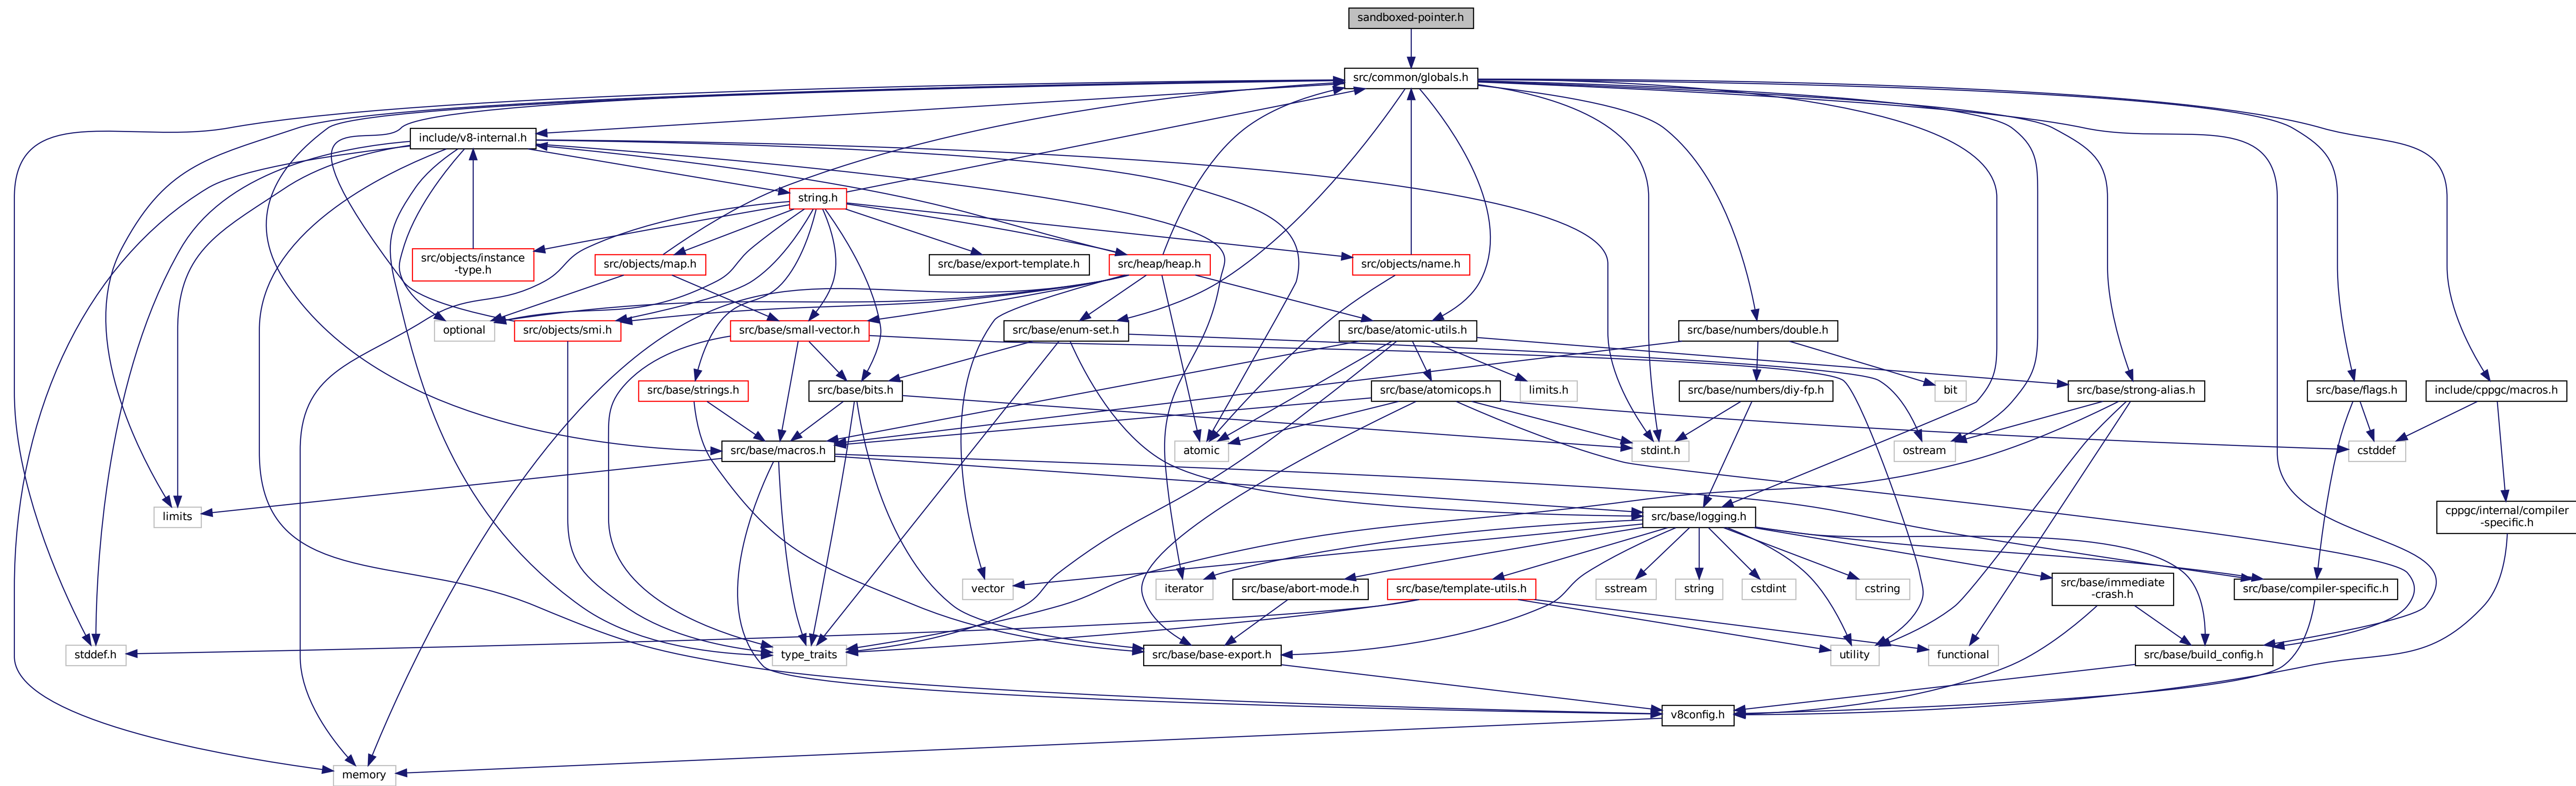 sandboxed-pointer.h
src/common/globals.h
include/v8-internal.h
string.h
src/objects/instance
-type.h
src/objects/map.h
src/base/export-template.h
src/heap/heap.h
src/objects/name.h
optional
src/objects/smi.h
src/base/small-vector.h
src/base/enum-set.h
src/base/atomic-utils.h
src/base/numbers/double.h
src/base/strings.h
src/base/bits.h
src/base/atomicops.h
limits.h
src/base/numbers/diy-fp.h
bit
src/base/strong-alias.h
src/base/flags.h
include/cppgc/macros.h
src/base/macros.h
atomic
stdint.h
ostream
cstddef
limits
src/base/logging.h
cppgc/internal/compiler
-specific.h
vector
iterator
src/base/abort-mode.h
src/base/template-utils.h
sstream
string
cstdint
cstring
src/base/immediate
-crash.h
src/base/compiler-specific.h
stddef.h
type_traits
src/base/base-export.h
utility
functional
src/base/build_config.h
v8config.h
memory